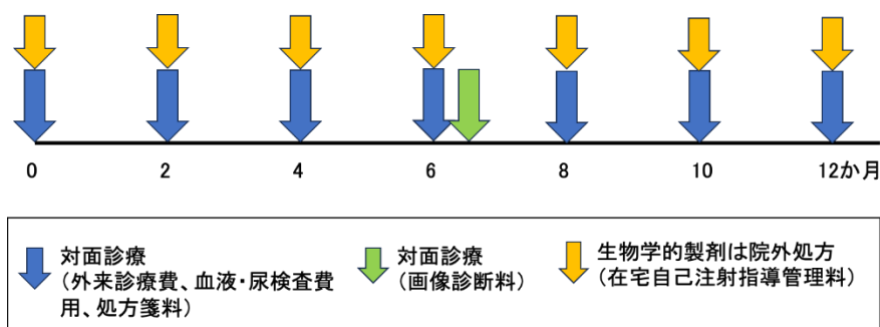 0 2 4 6 8 10 12か月
対面診療
(外来診療費、血液・尿検査費
用、処方箋料)
対面診療
(画像診断料)
生物学的製剤は院外処方
(在宅自己注射指導管理料)